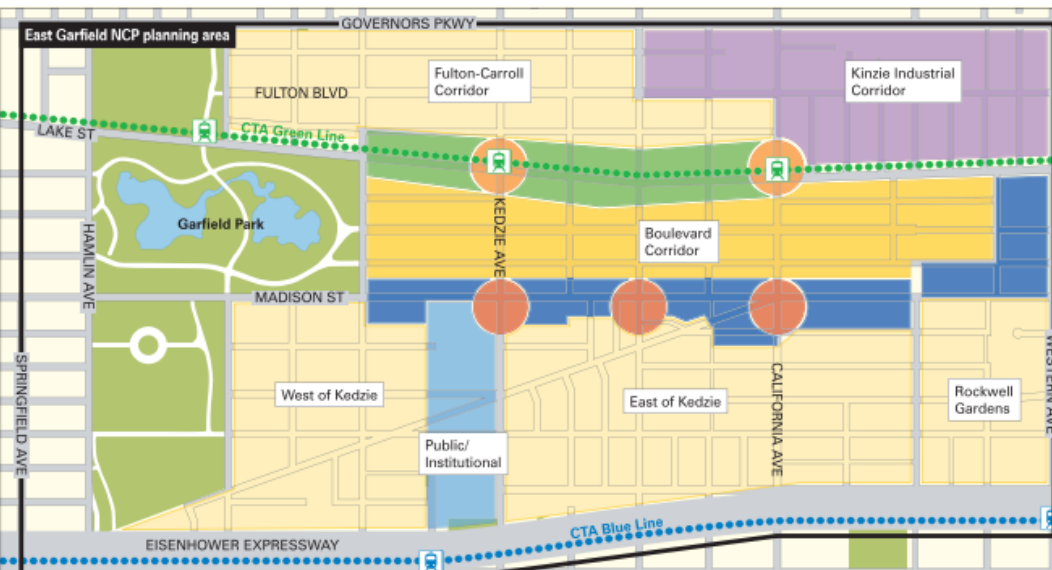 GOVERNORS PKWY
East Garfield NCP planning area
Fulton-Carroll
Corridor
Kinzie Industrial
Corridor
FULTON BLVD
LAKE ST
CTA Green Line
Garfield Park
KEDZIE AVE
HAMLIN AVE
Boulevard
Corridor
MADISON ST
SPRINGFIELD AVE
West of Kedzie
East of Kedzie
CALIFORNIA AVE
Rockwell
Gardens
WESTERN AVE
Public/
Institutional
CTA Blue Line
EISENHOWER EXPRESSWAY